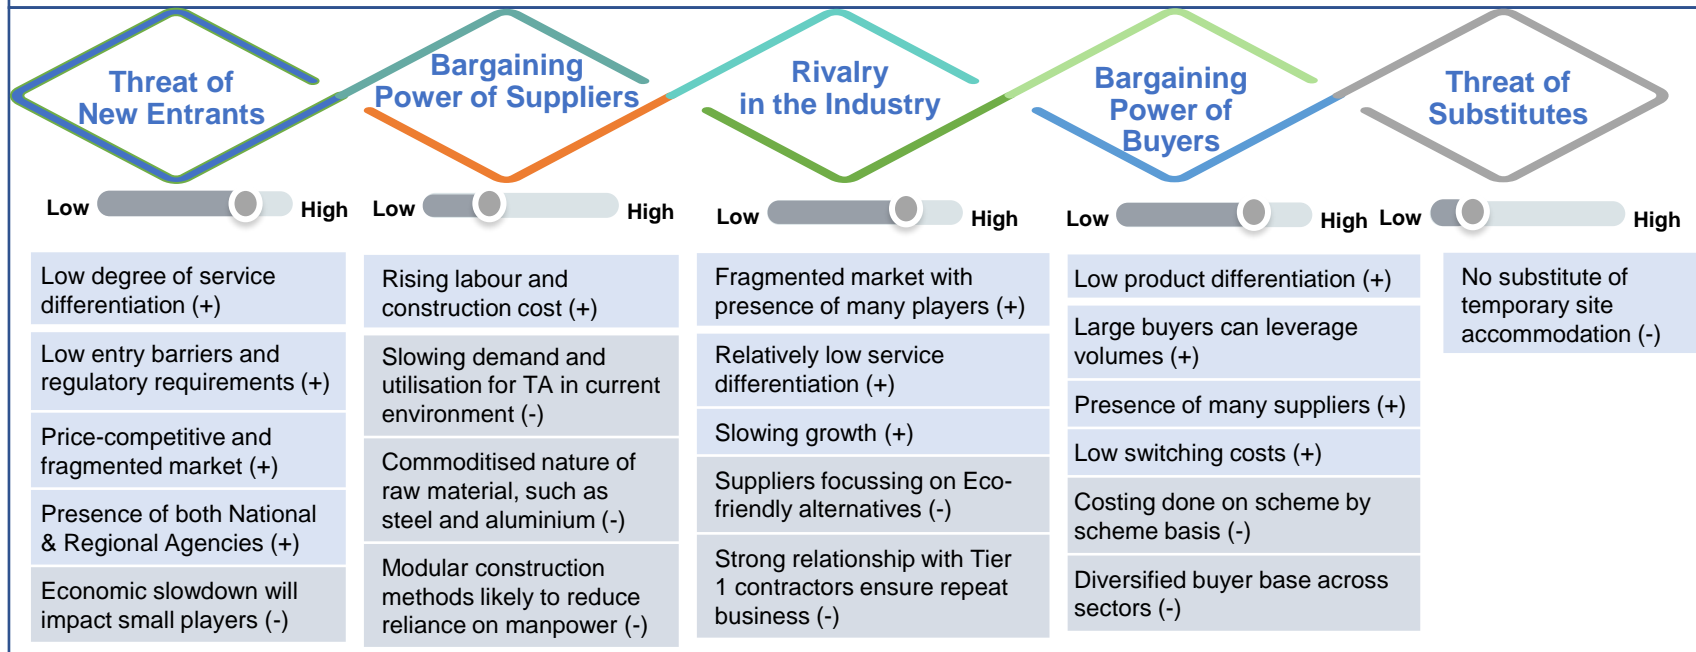 Threat of
New Entrants
Low
High
Low degree of service
differentiation (+)
Low entry barriers and
regulatory requirements (+)
Price-competitive and
fragmented market (+)
Presence of both National
& Regional Agencies (+)
Economic slowdown will
impact small players (-)
Bargaining
Power of Suppliers
Low
High
Rising labour and
construction cost (+)
Slowing demand and
utilisation for TA in current
environment (-)
Commoditised nature of
raw material, such as
steel and aluminium (-)
Modular construction
methods likely to reduce
reliance on manpower (-)
Rivalry
in the Industry
Low
High
Fragmented market with
presence of many players (+)
Relatively low service
differentiation (+)
Slowing growth (+)
Suppliers focussing on Eco-
friendly alternatives (-)
Strong relationship with Tier
1 contractors ensure repeat
business (-)
Bargaining
Power of
Buyers
Low
High
Low product differentiation (+)
Large buyers can leverage
volumes (+)
Presence of many suppliers (+)
Low switching costs (+)
Costing done on scheme by
scheme basis (-)
Diversified buyer base across
sectors (-)
Threat of
Substitutes
Low
High
No substitute of
temporary site
accommodation (-)